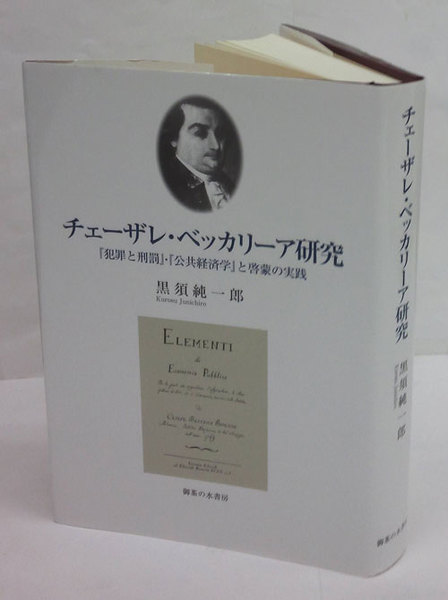 チェーザレ・ベッカリーア研究
『犯罪と刑罰』・『公共経済学』と啓蒙の実践
黒須純一郎
Kurosu Junichiro
ELEMENTI
di
Economia Pubblica
御茶の水書房
チェーザレ・ベッカリーア研究
黒須純一郎
御茶の水書房